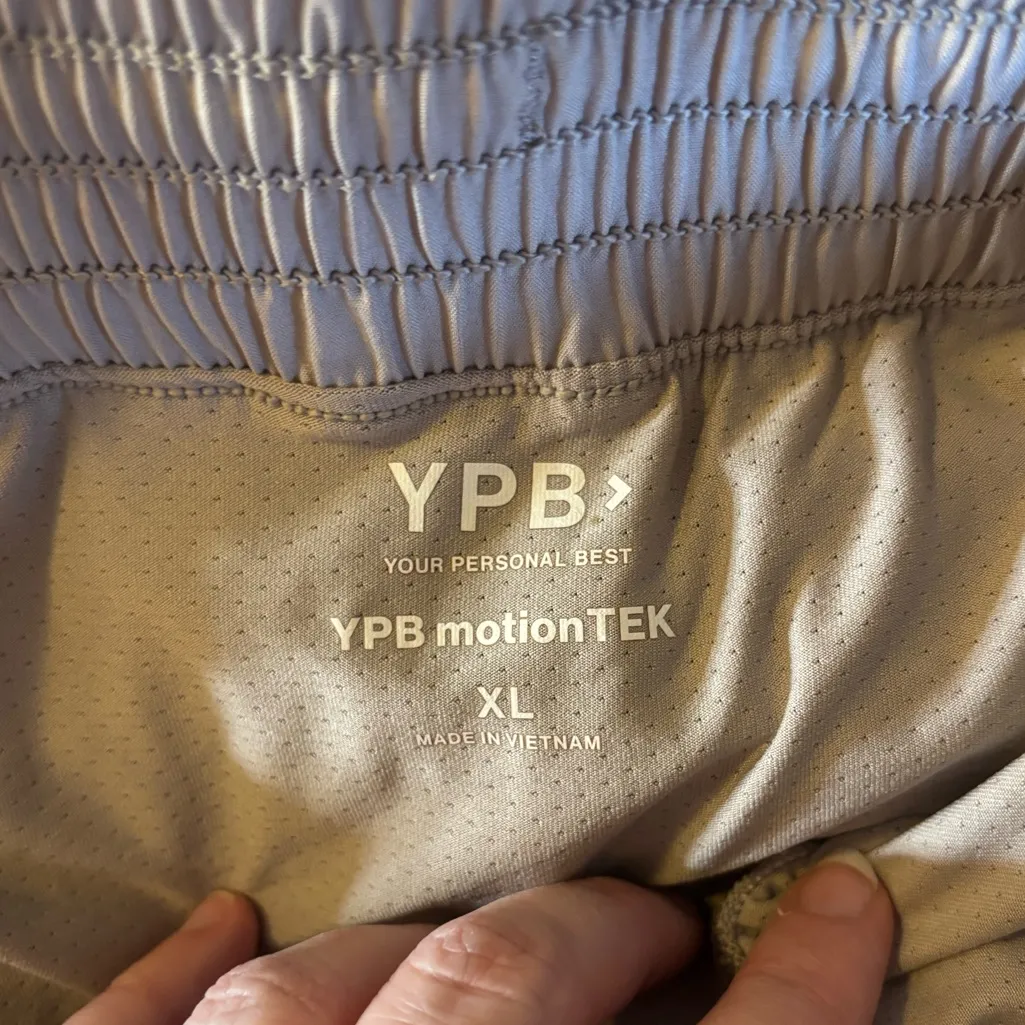 YPB>
YOUR PERSONAL BEST
YPB motionTEK
XL
MADE IN VIETNAM